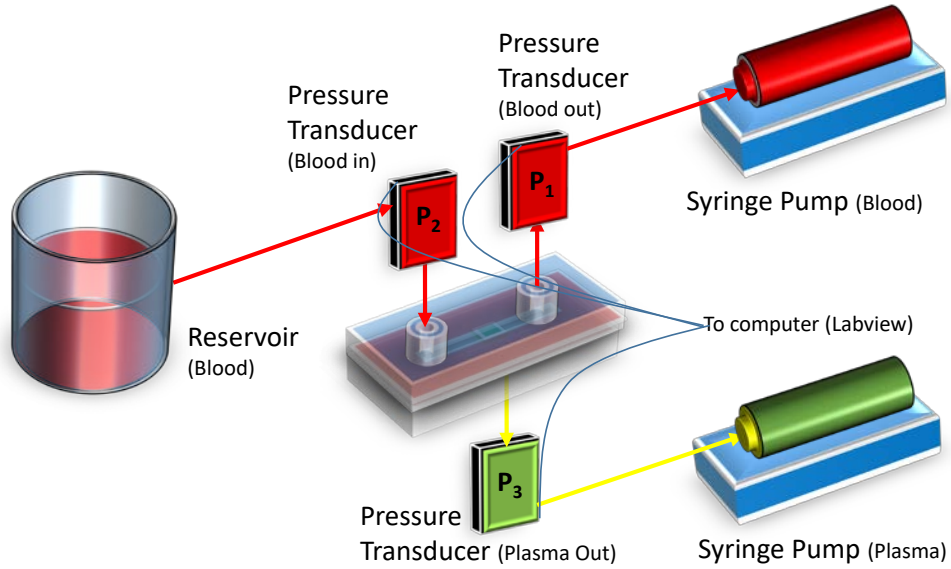 Pressure
Transducer
(Blood out)
Pressure
Transducer
(Blood in)
P1
P2
Syringe Pump (Blood)
Reservoir
(Blood)
To computer (Labview)
P3
Pressure
Transducer (Plasma Out)
Syringe Pump (Plasma)